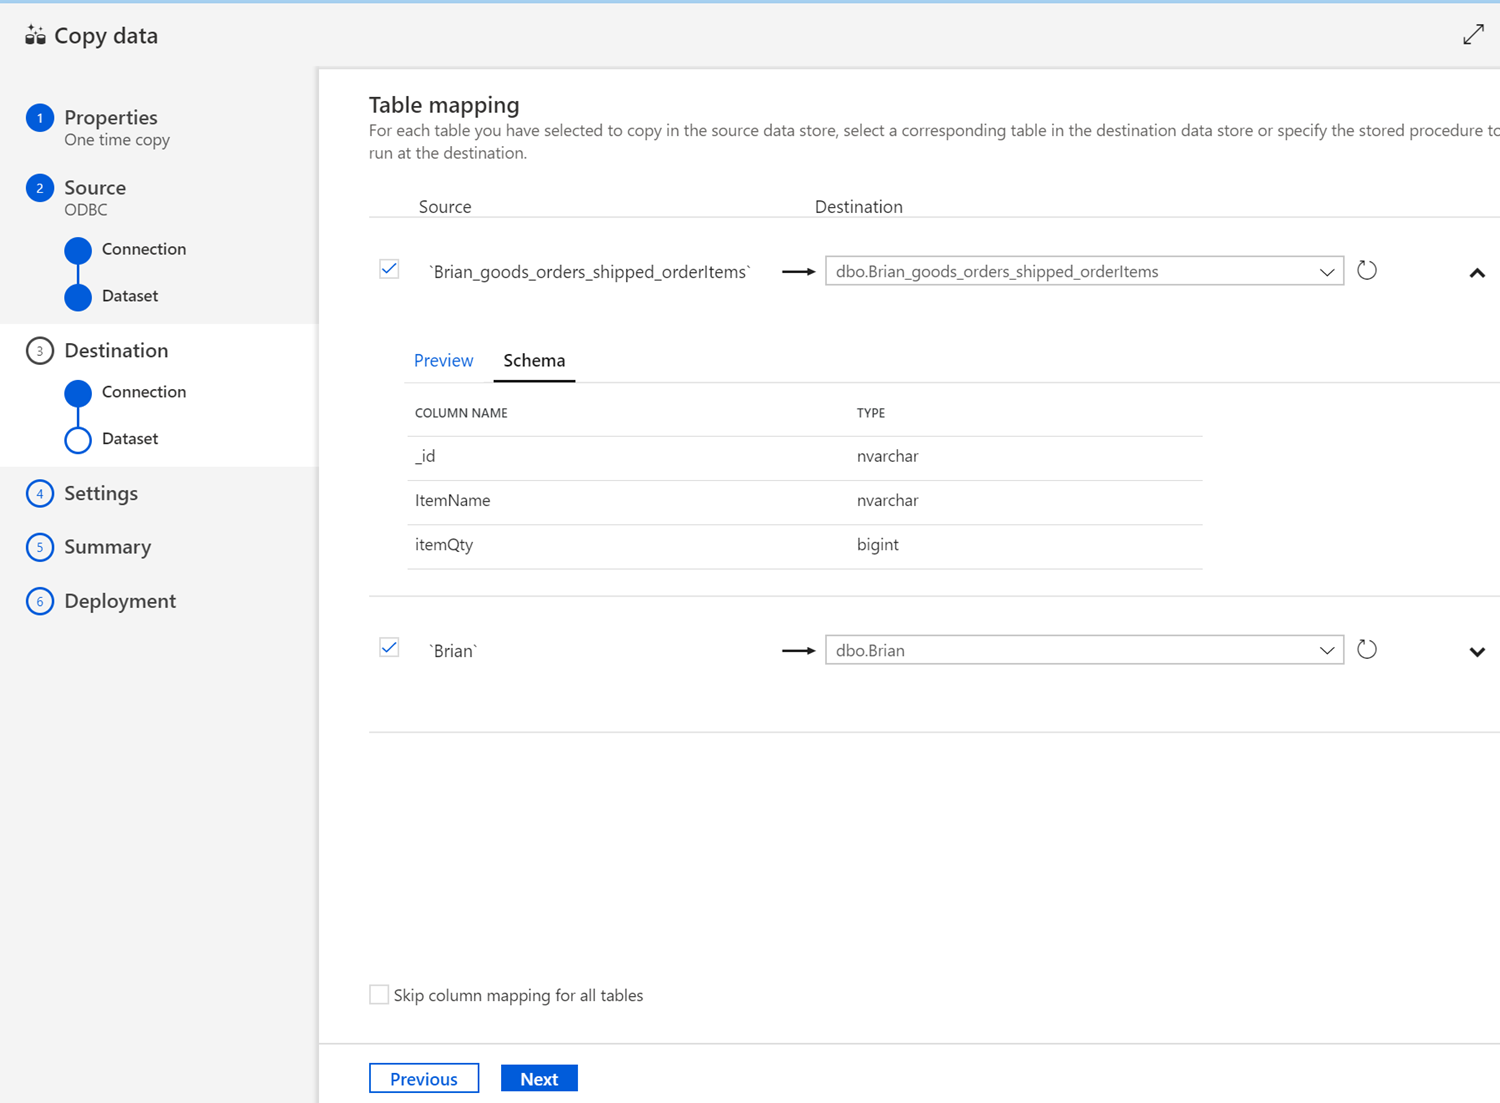 Copy data
1 Properties
One time copy
2 Source
ODBC
Connection
Dataset
3 Destination
Connection
Dataset
4 Settings
5 Summary
6 Deployment
Table mapping
For each table you have selected to copy in the source data store, select a corresponding table in the destination data store or specify the stored procedure to
run at the destination.
Source Destination
`Brian_goods_orders_shipped_orderItems` dbo.Brian_goods_orders_shipped_orderItems
Preview Schema
COLUMN NAME TYPE
_id nvarchar
ItemName nvarchar
itemQty bigint
`Brian` dbo.Brian
Skip column mapping for all tables
Previous Next